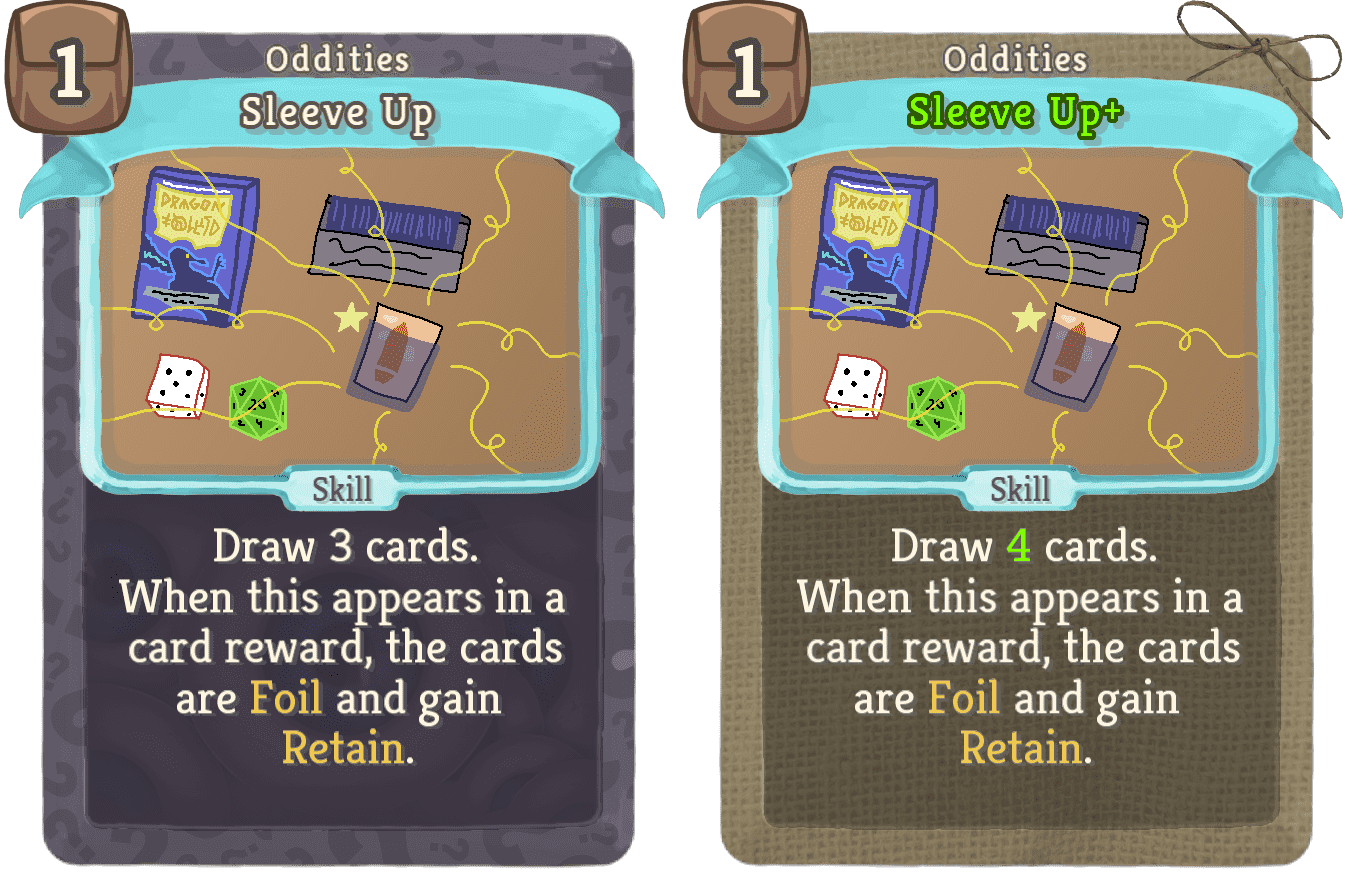 1
Oddities
Sleeve Up
DRAGON
Skill
Draw 3 cards.
When this appears in a
card reward, the cards
are Foil and gain
Retain.
1
Oddities
Sleeve Up+
DRAGON
Skill
Draw 4 cards.
When this appears in a
card reward, the cards
are Foil and gain
Retain.